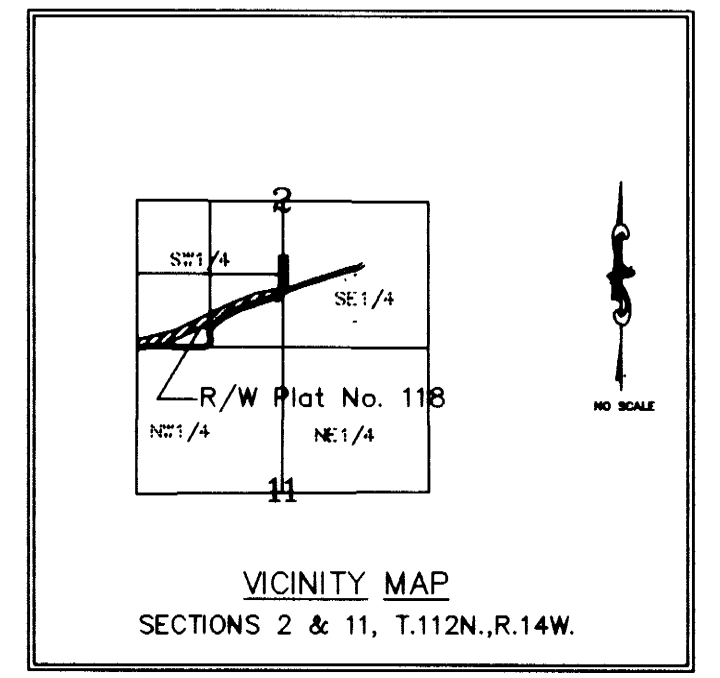 2
SW1/4
SE1/4
R/W Plat No. 118
NW1/4 NE1/4
11
NO SCALE
VICINITY MAP
SECTIONS 2 & 11, T.112N.,R.14W.